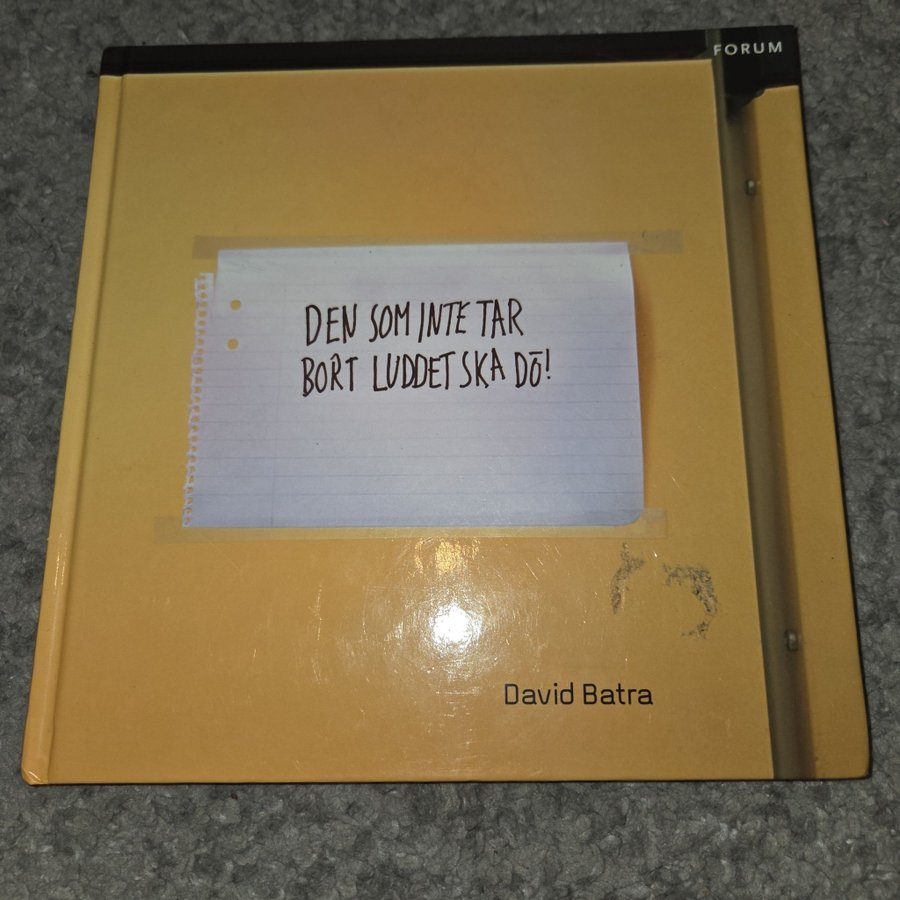 FORUM
DEN SOM INTE TAR
BORT LUDDET SKA DÖ!
David Batra